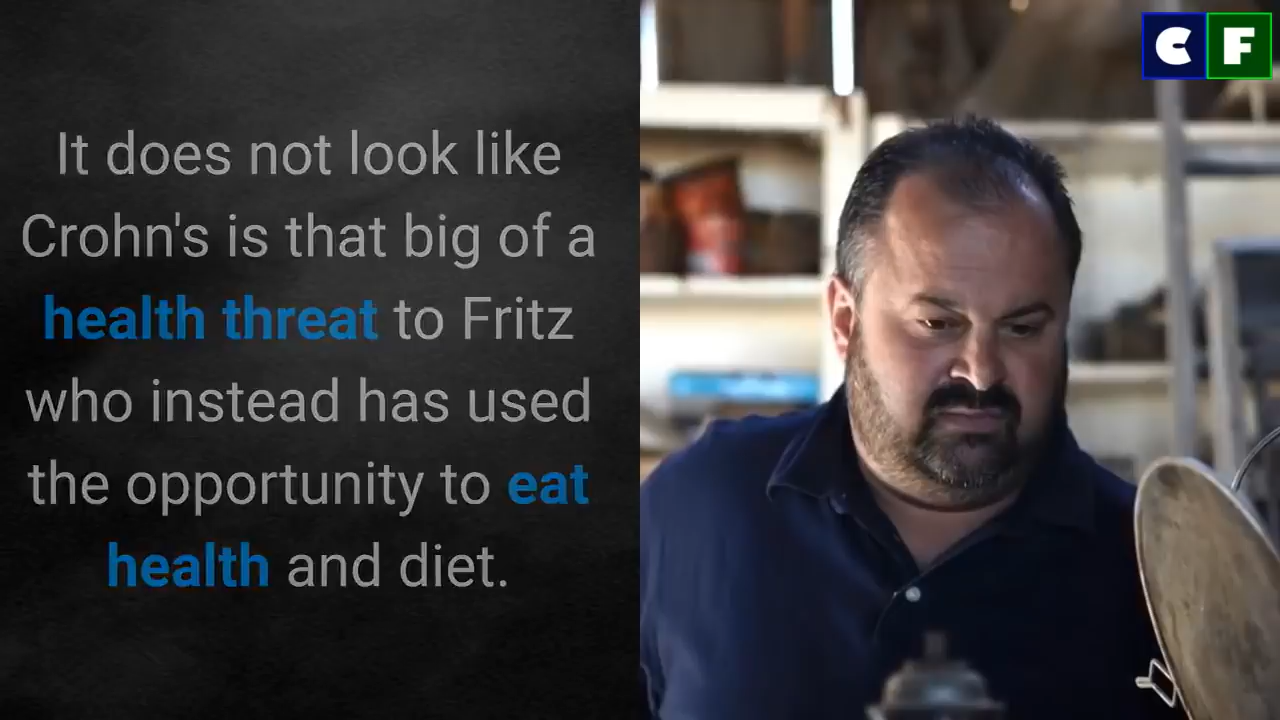 It does not look like
Crohn's is that big of a
health threat to Fritz
who instead has used
the opportunity to eat
health and diet.
CF